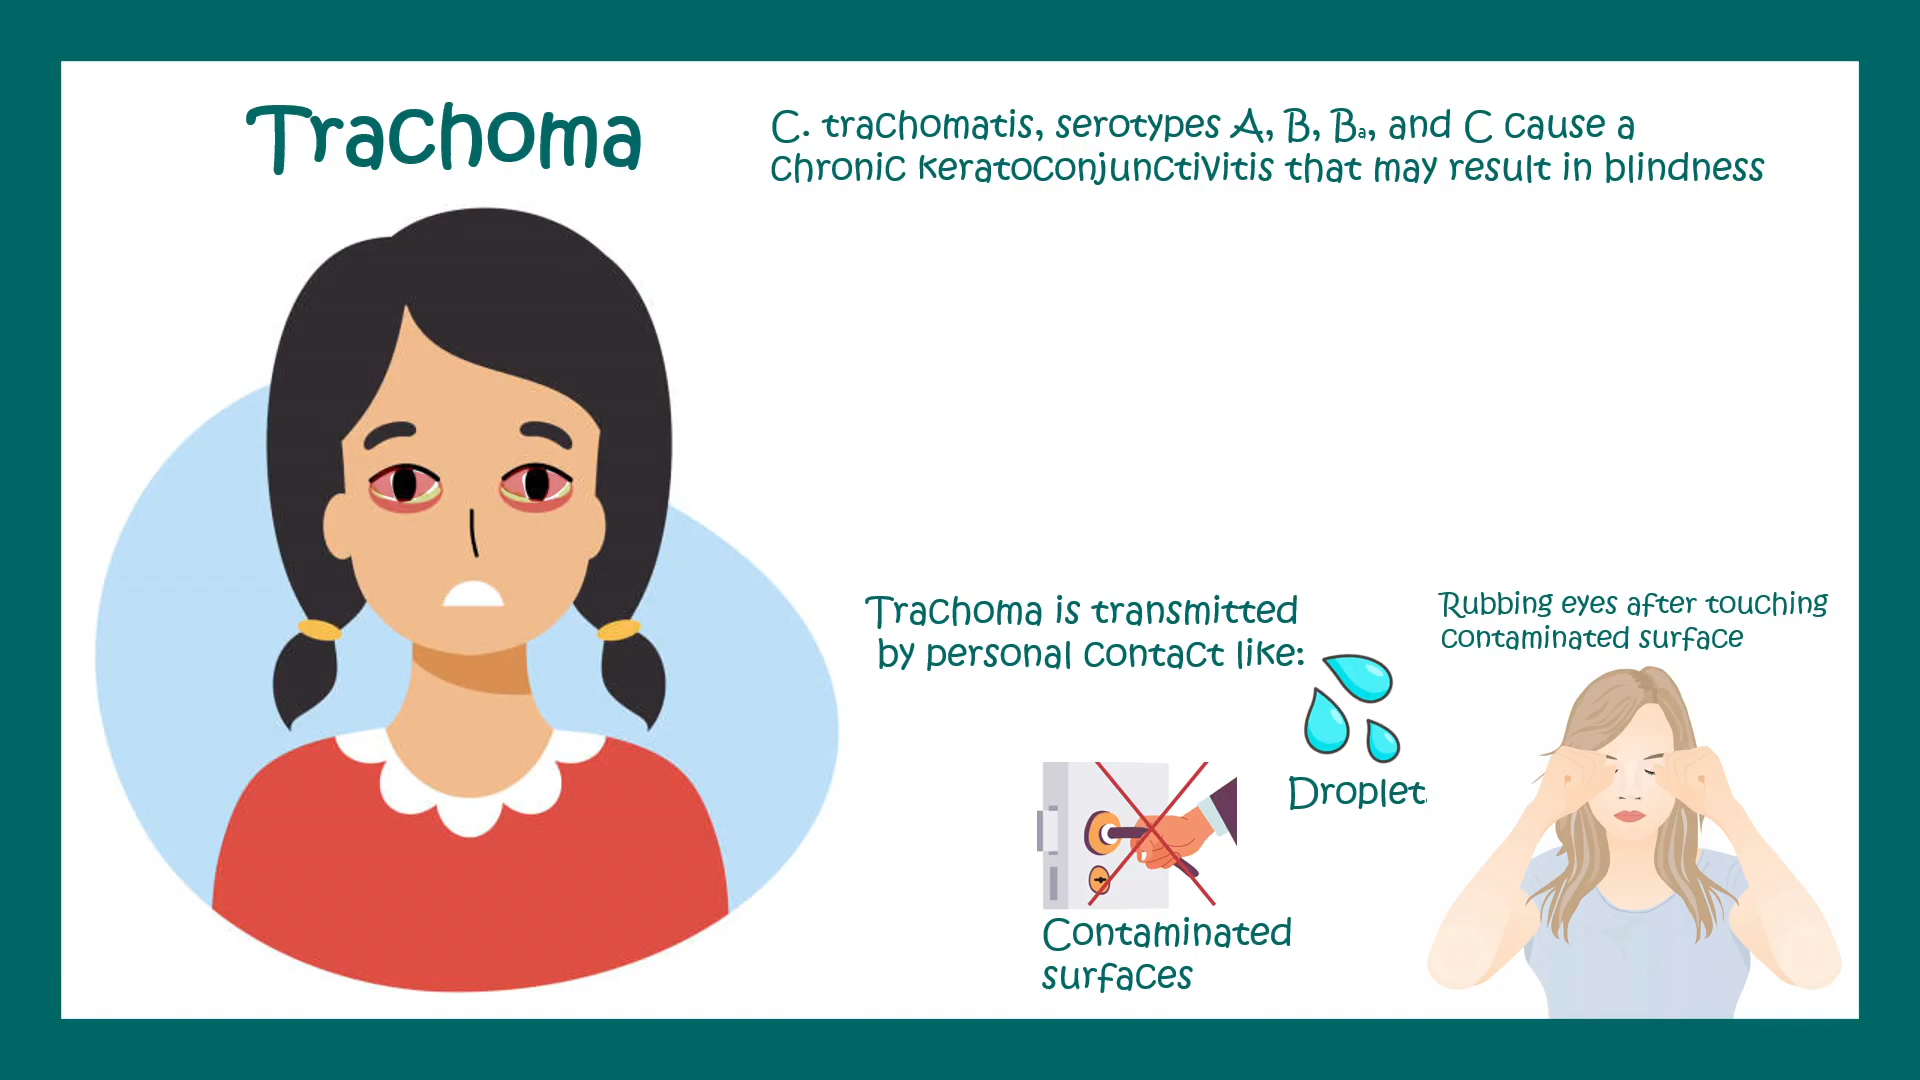 Trachoma
C. trachomatis, serotypes A, B, Bₐ, and C cause a
chronic keratoconjunctivitis that may result in blindness
Trachoma is transmitted
by personal contact like:
Rubbing eyes after touching
contaminated surface
Droplet
Contaminated
surfaces